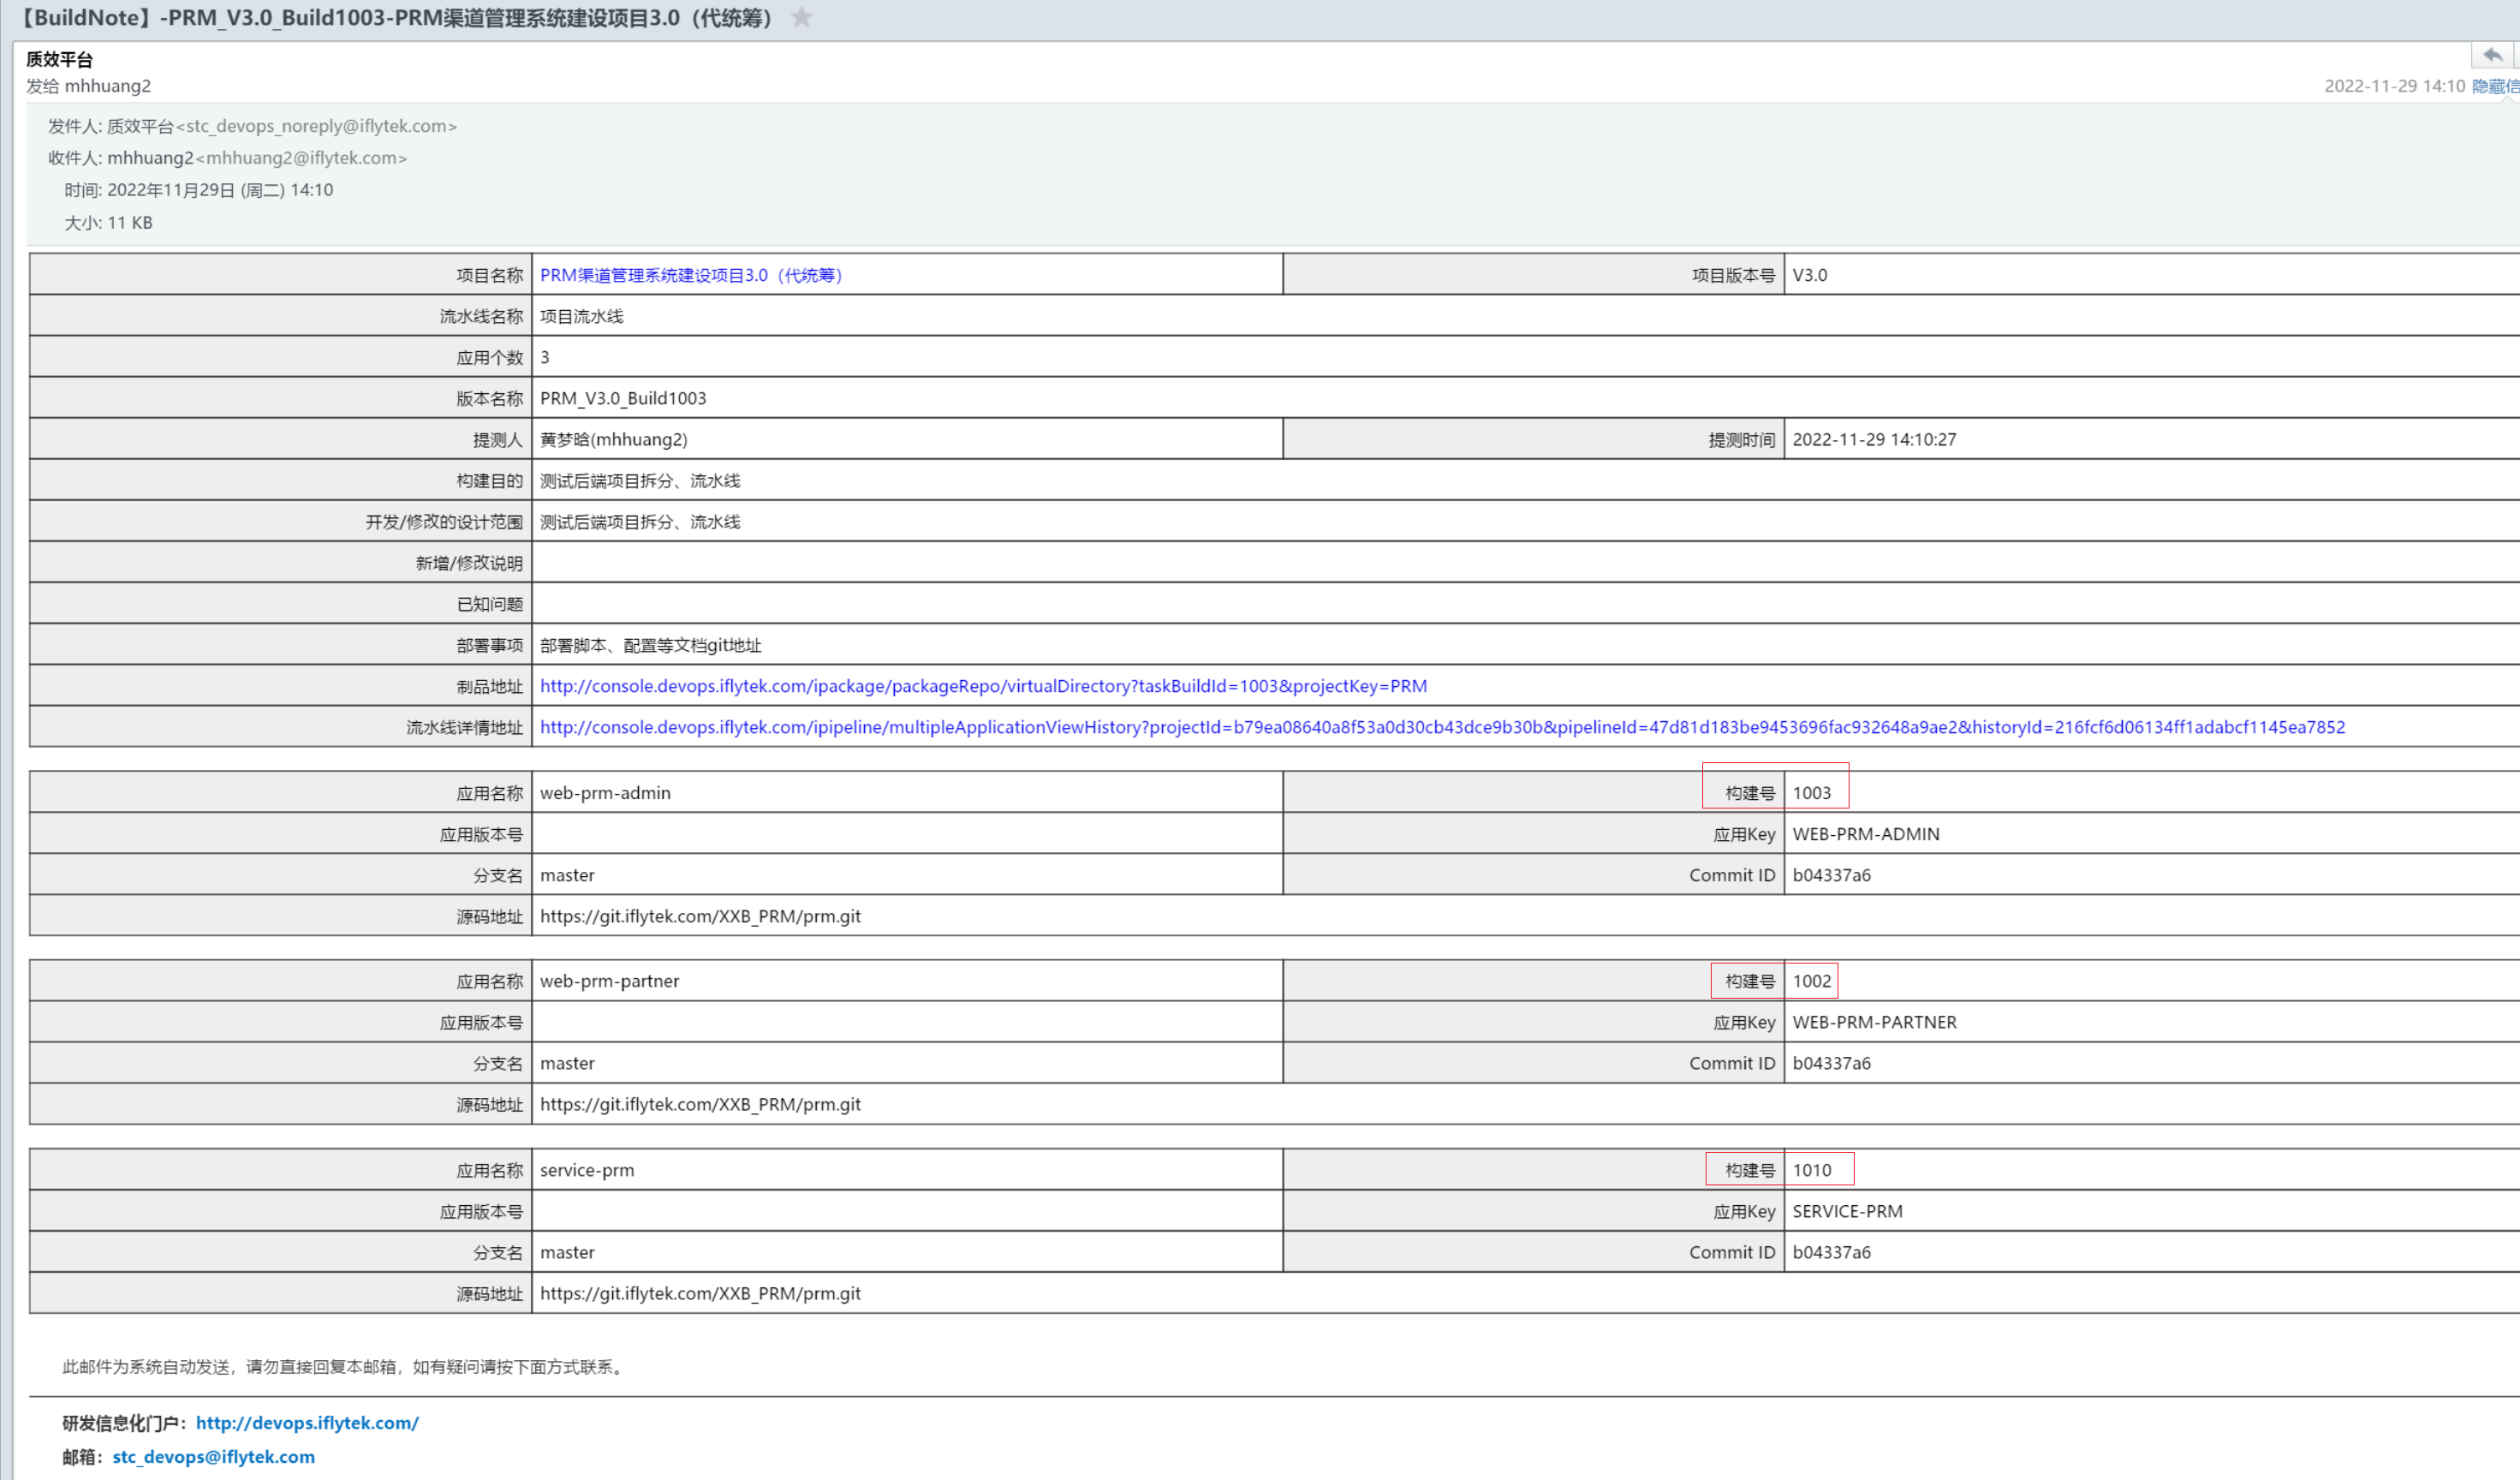 【BuildNote】-PRM_V3.0_Build1003-PRM渠道管理系统建设项目3.0（代统筹）
质效平台
发给 mhhuang2
2022-11-29 14:10 隐藏信
发件人: 质效平台<stc_devops_noreply@iflytek.com>
收件人: mhhuang2<mhhuang2@iflytek.com>
时间: 2022年11月29日 (周二) 14:10
大小: 11 KB
项目名称 PRM渠道管理系统建设项目3.0（代统筹） 项目版本号 V3.0
流水线名称 项目流水线
应用个数 3
版本名称 PRM_V3.0_Build1003
提测人 黄梦晗(mhhuang2) 提测时间 2022-11-29 14:10:27
构建目的 测试后端项目拆分、流水线
开发/修改的设计范围 测试后端项目拆分、流水线
新增/修改说明
已知问题
部署事项 部署脚本、配置等文档git地址
制品地址 http://console.devops.iflytek.com/ipackage/packageRepo/virtualDirectory?taskBuildId=1003&projectKey=PRM
流水线详情地址 http://console.devops.iflytek.com/ipipeline/multipleApplicationViewHistory?projectId=b79ea08640a8f53a0d30cb43dce9b30b&pipelineId=47d81d183be9453696fac932648a9ae2&historyId=216fcf6d06134ff1adabcf1145ea7852
应用名称 web-prm-admin 构建号 1003
应用版本号 应用Key WEB-PRM-ADMIN
分支名 master Commit ID b04337a6
源码地址 https://git.iflytek.com/XXB_PRM/prm.git
应用名称 web-prm-partner 构建号 1002
应用版本号 应用Key WEB-PRM-PARTNER
分支名 master Commit ID b04337a6
源码地址 https://git.iflytek.com/XXB_PRM/prm.git
应用名称 service-prm 构建号 1010
应用版本号 应用Key SERVICE-PRM
分支名 master Commit ID b04337a6
源码地址 https://git.iflytek.com/XXB_PRM/prm.git
此邮件为系统自动发送，请勿直接回复本邮箱，如有疑问请按下面方式联系。
研发信息化门户：http://devops.iflytek.com/
邮箱：stc_devops@iflytek.com